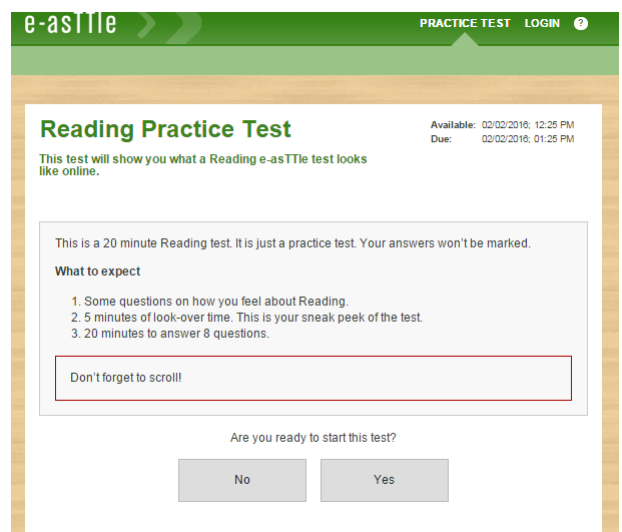 e-asTTle
PRACTICE TEST LOGIN ?
Reading Practice Test
Available: 02/02/2016; 12:25 PM
Due: 02/02/2016; 01:25 PM
This test will show you what a Reading e-asTTle test looks
like online.
This is a 20 minute Reading test. It is just a practice test. Your answers won't be marked.
What to expect
1. Some questions on how you feel about Reading.
2. 5 minutes of look-over time. This is your sneak peek of the test.
3. 20 minutes to answer 8 questions.
Don't forget to scroll!
Are you ready to start this test?
No Yes